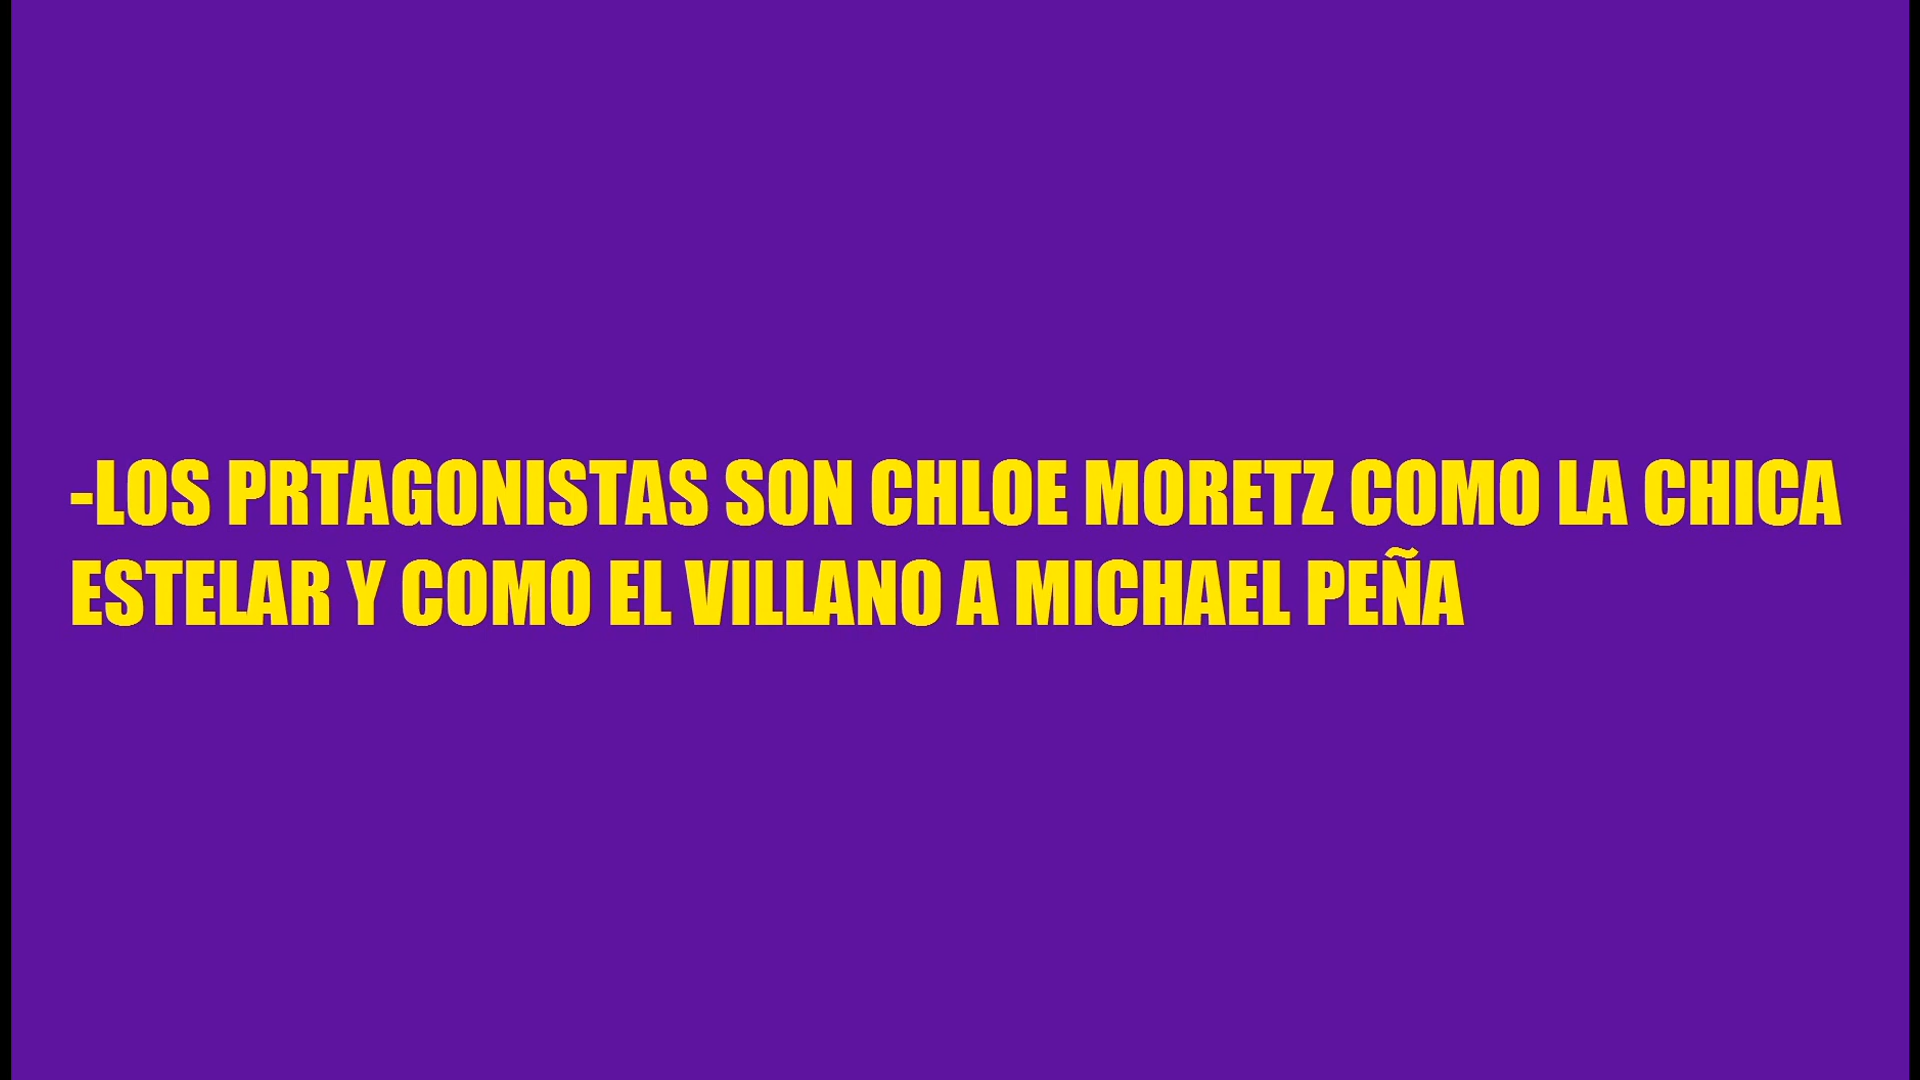 -LOS PRTAGONISTAS SON CHLOE MORETZ COMO LA CHICA
ESTELAR Y COMO EL VILLANO A MICHAEL PEÑA